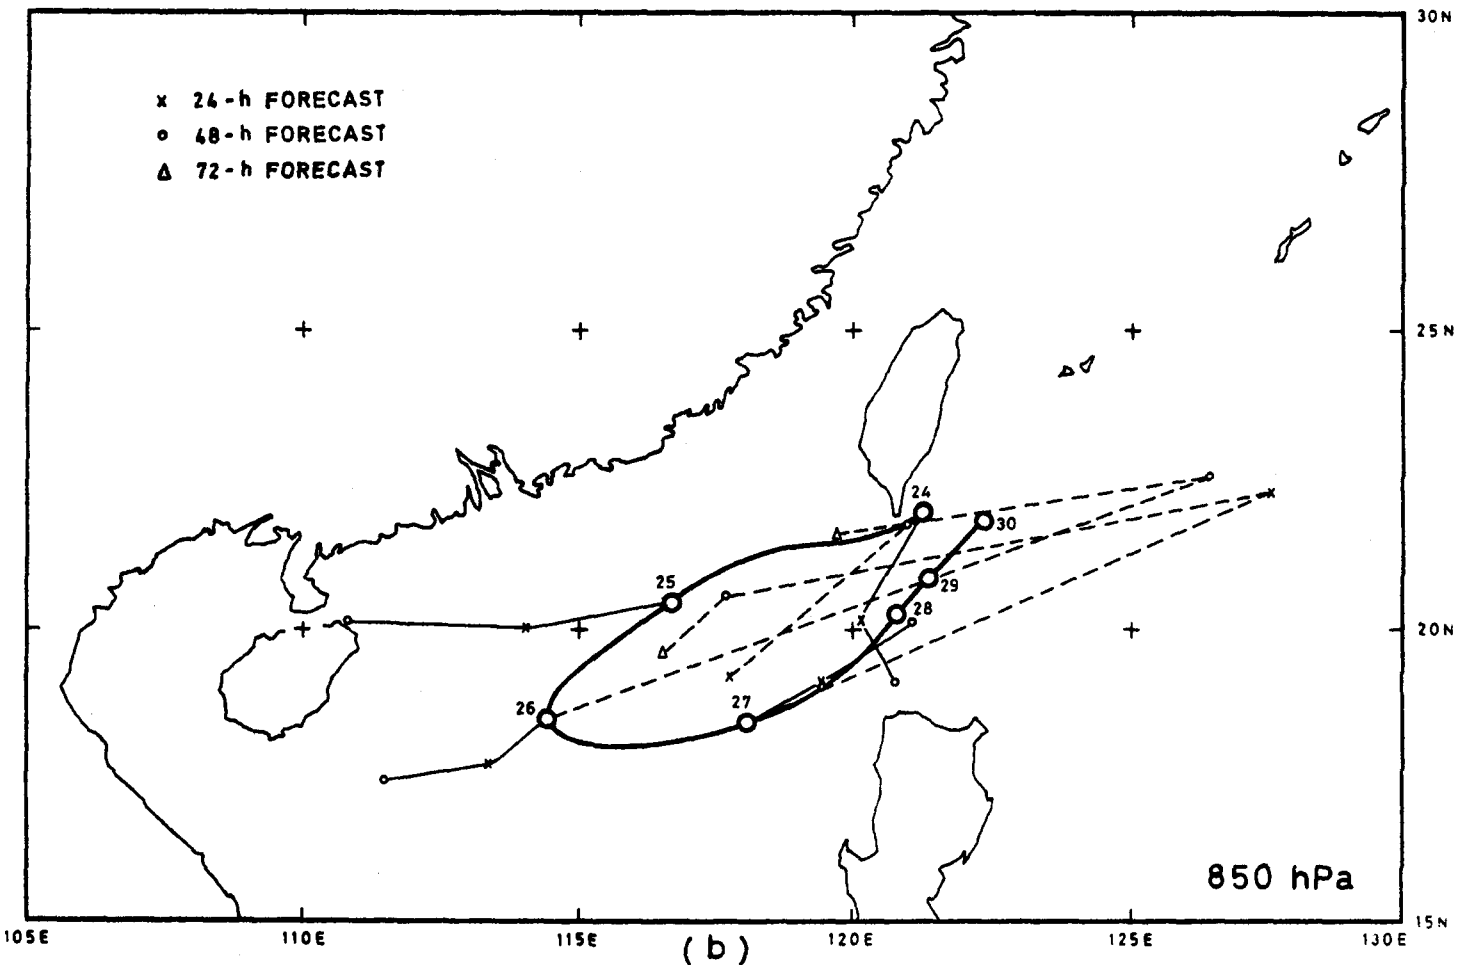 30N
x 24-h FORECAST
o 48-h FORECAST
Δ 72-h FORECAST
25N
24
30
25
29
28
20N
26
27
850 hPa
15N
105E 110E 115E 120E 125E 130E
(b)